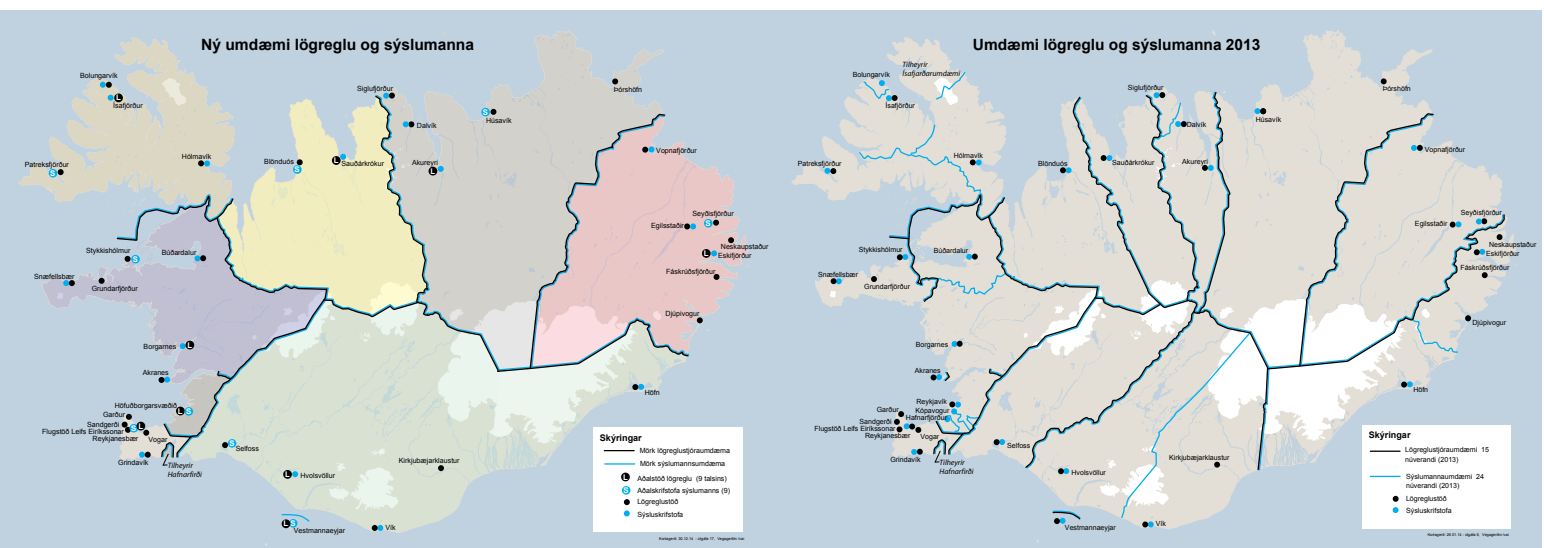 Ný umdæmi lögreglu og sýslumanna
Bolungarvík
Ísafjörður
Patreksfjörður
S
Hólmavík
Siglufjörður
Dalvík
Húsavík
Þórshöfn
Blönduós
Sauðárkrókur
Akureyri
Vopnafjörður
Seyðisfjörður
Egilsstaðir
Neskaupstaður
Eskifjörður
Fáskrúðsfjörður
Djúpivogur
Stykkishólmur
Búðardalur
Snæfellsbær
Grundarfjörður
Borgarnes
Akranes
Höfuðborgarsvæðið
Garður
Sandgerði
Flugstöð Leifs Eiríkssonar
Reykjanesbær
Vogar
Grindavík
Tilheyrir
Hafnarfirði
Selfoss
Hvolsvöllur
Kirkjubæjarklaustur
Höfn
Vestmannaeyjar
Vík
Skýringar
Mörk lögreglustjóraumdæma
Mörk sýslumannsumdæma
L Aðalstöð lögreglu (9 talsins)
S Aðalskrifstofa sýslumanns (9)
Lögreglustöð
Sýsluskrifstofa
Umdæmi lögreglu og sýslumanna 2013
Tilheyrir
Ísafjarðarumdæmi
Bolungarvík
Ísafjörður
Patreksfjörður
Hólmavík
Siglufjörður
Dalvík
Húsavík
Þórshöfn
Blönduós
Sauðárkrókur
Akureyri
Vopnafjörður
Seyðisfjörður
Egilsstaðir
Neskaupstaður
Eskifjörður
Fáskrúðsfjörður
Djúpivogur
Stykkishólmur
Búðardalur
Snæfellsbær
Grundarfjörður
Borgarnes
Akranes
Reykjavík
Kópavogur
Hafnarfjörður
Garður
Sandgerði
Flugstöð Leifs Eiríkssonar
Reykjanesbær
Vogar
Grindavík
Tilheyrir
Hafnarfirði
Selfoss
Hvolsvöllur
Kirkjubæjarklaustur
Höfn
Vestmannaeyjar
Vík
Skýringar
Lögreglustjóraumdæmi 15
núverandi (2013)
Sýslumannaumdæmi 24
núverandi (2013)
Lögreglustöð
Sýsluskrifstofa